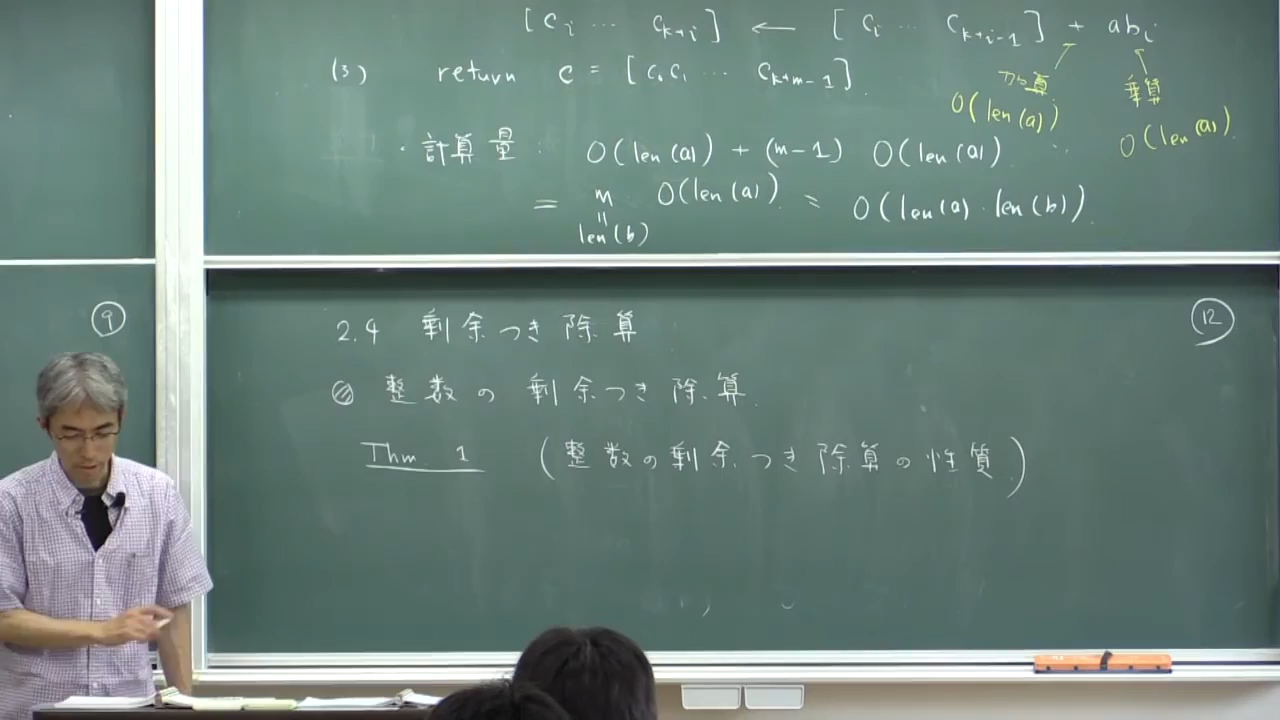 [ c_i … c_{k+i} ] ← [ c_i … c_{k+i-1} ] + ab_i
(3) return c = [ c_0 c_1 … c_{k+m-1} ].
加算
O(len(a))
乗算
O(len(a)).
・計算量: O(len(a)) + (m-1) O(len(a)).
= m O(len(a)) = O(len(a)・len(b)).
"
len(b)
⑨
⑫
2.4 剰余つき除算.
整数の剰余つき除算.
Thm. 1 (整数の剰余つき除算の性質.)